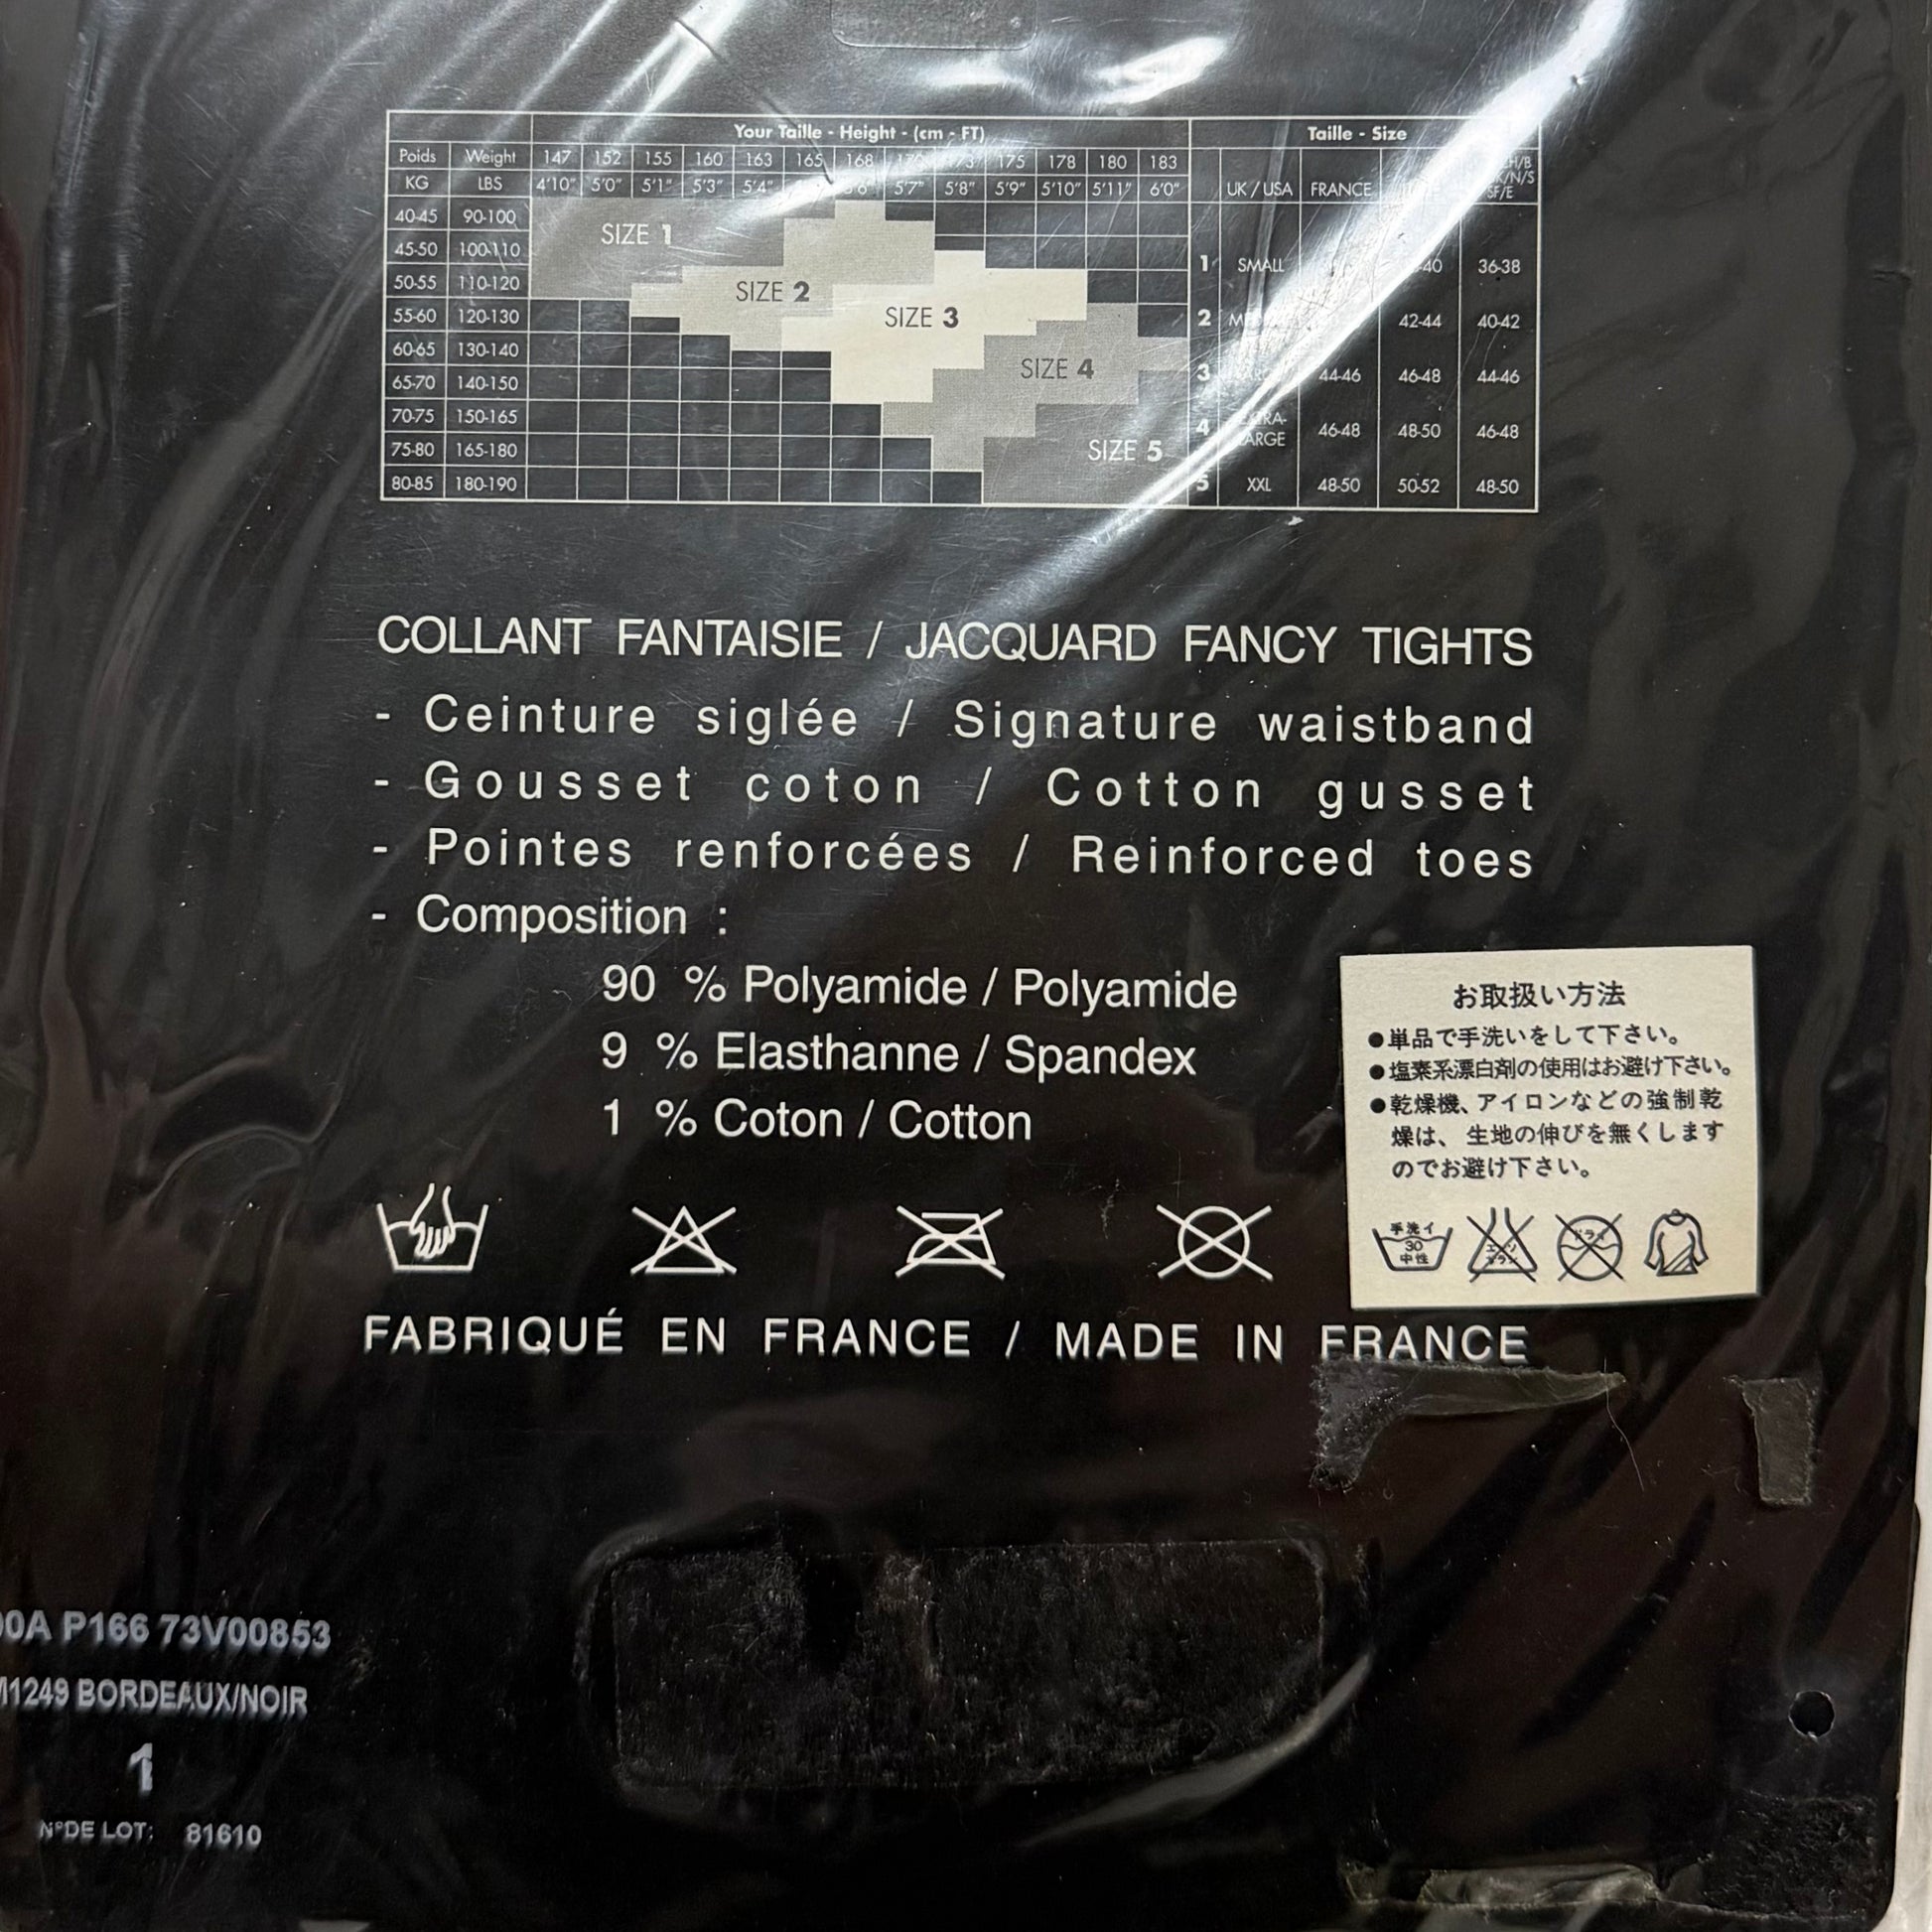 Your Taille - Height - (cm - FT) Taille - Size
Poids Weight 147 152 155 160 163 165 168 173 175 178 180 183
KG LBS 4'10" 5'0" 5'1" 5'3" 5'4" 5'7" 5'8" 5'9" 5'10" 5'11" 6'0" UK / USA FRANCE
40-45 90-100
SIZE 1
45-50 100-110
1 SMALL 36-38
50-55 110-120
SIZE 2
55-60 120-130 SIZE 3
2 42-44 40-42
60-65 130-140
SIZE 4
65-70 140-150 3 44-46 46-48 44-46
70-75 150-165
4 46-48 48-50 46-48
75-80 165-180 SIZE 5
80-85 180-190 5 XXL 48-50 50-52 48-50
COLLANT FANTAISIE / JACQUARD FANCY TIGHTS
- Ceinture siglée / Signature waistband
- Gousset coton / Cotton gusset
- Pointes renforcées / Reinforced toes
- Composition :
90 % Polyamide / Polyamide
9 % Elasthanne / Spandex
1 % Coton / Cotton
お取扱い方法
●単品で手洗いをして下さい。
●塩素系漂白剤の使用はお避け下さい。
●乾燥機、アイロンなどの強制乾
燥は、生地の伸びを無くします
のでお避け下さい。
手洗イ
30
中性
FABRIQUÉ EN FRANCE / MADE IN FRANCE
P166 73V00853
BORDEAUX/NOIR
1
N°DE LOT: 81610